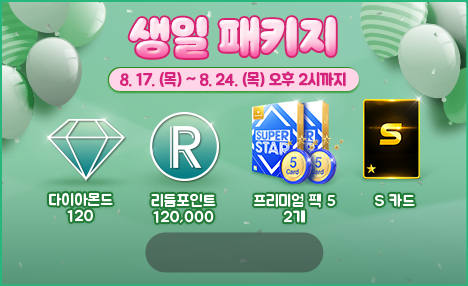 생일 패키지
8. 17. (목) ~ 8. 24. (목) 오후 2시까지
R
SUPER
STAR
5
Card
5
Card
S
다이아몬드
120
리듬포인트
120,000
프리미엄 팩 5
2개
S 카드